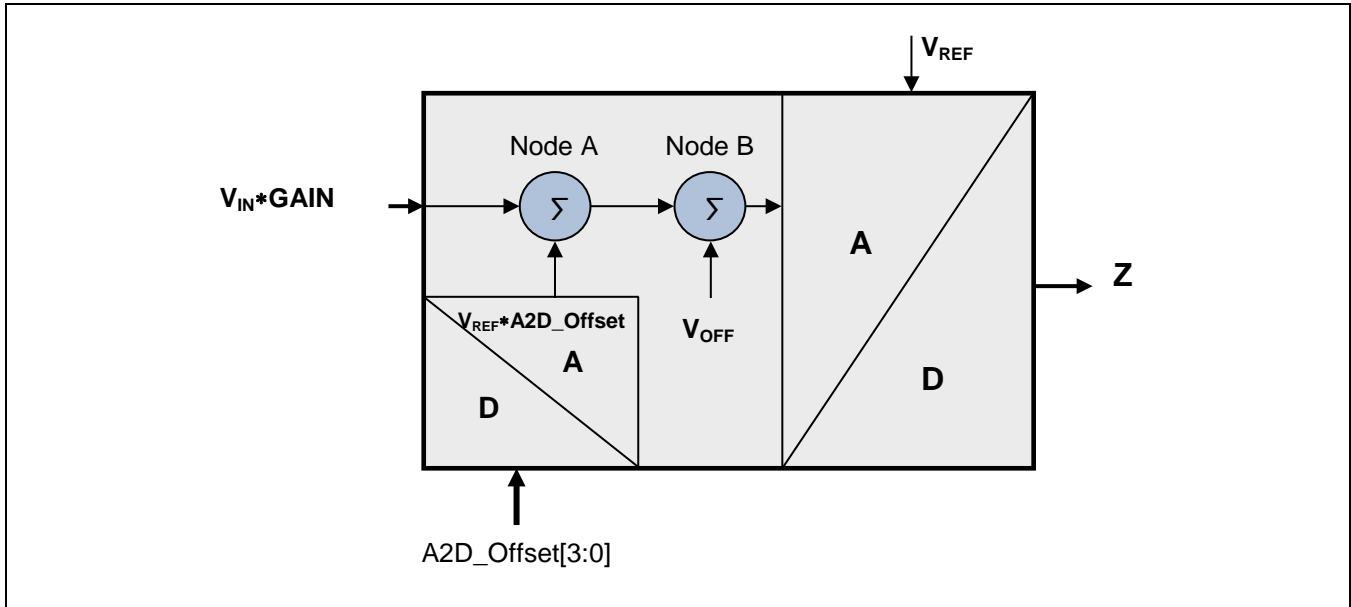 V_REF
Node A
Node B
V_IN*GAIN
Σ
Σ
A
Z
V_REF*A2D_Offset
V_OFF
A
D
D
A2D_Offset[3:0]